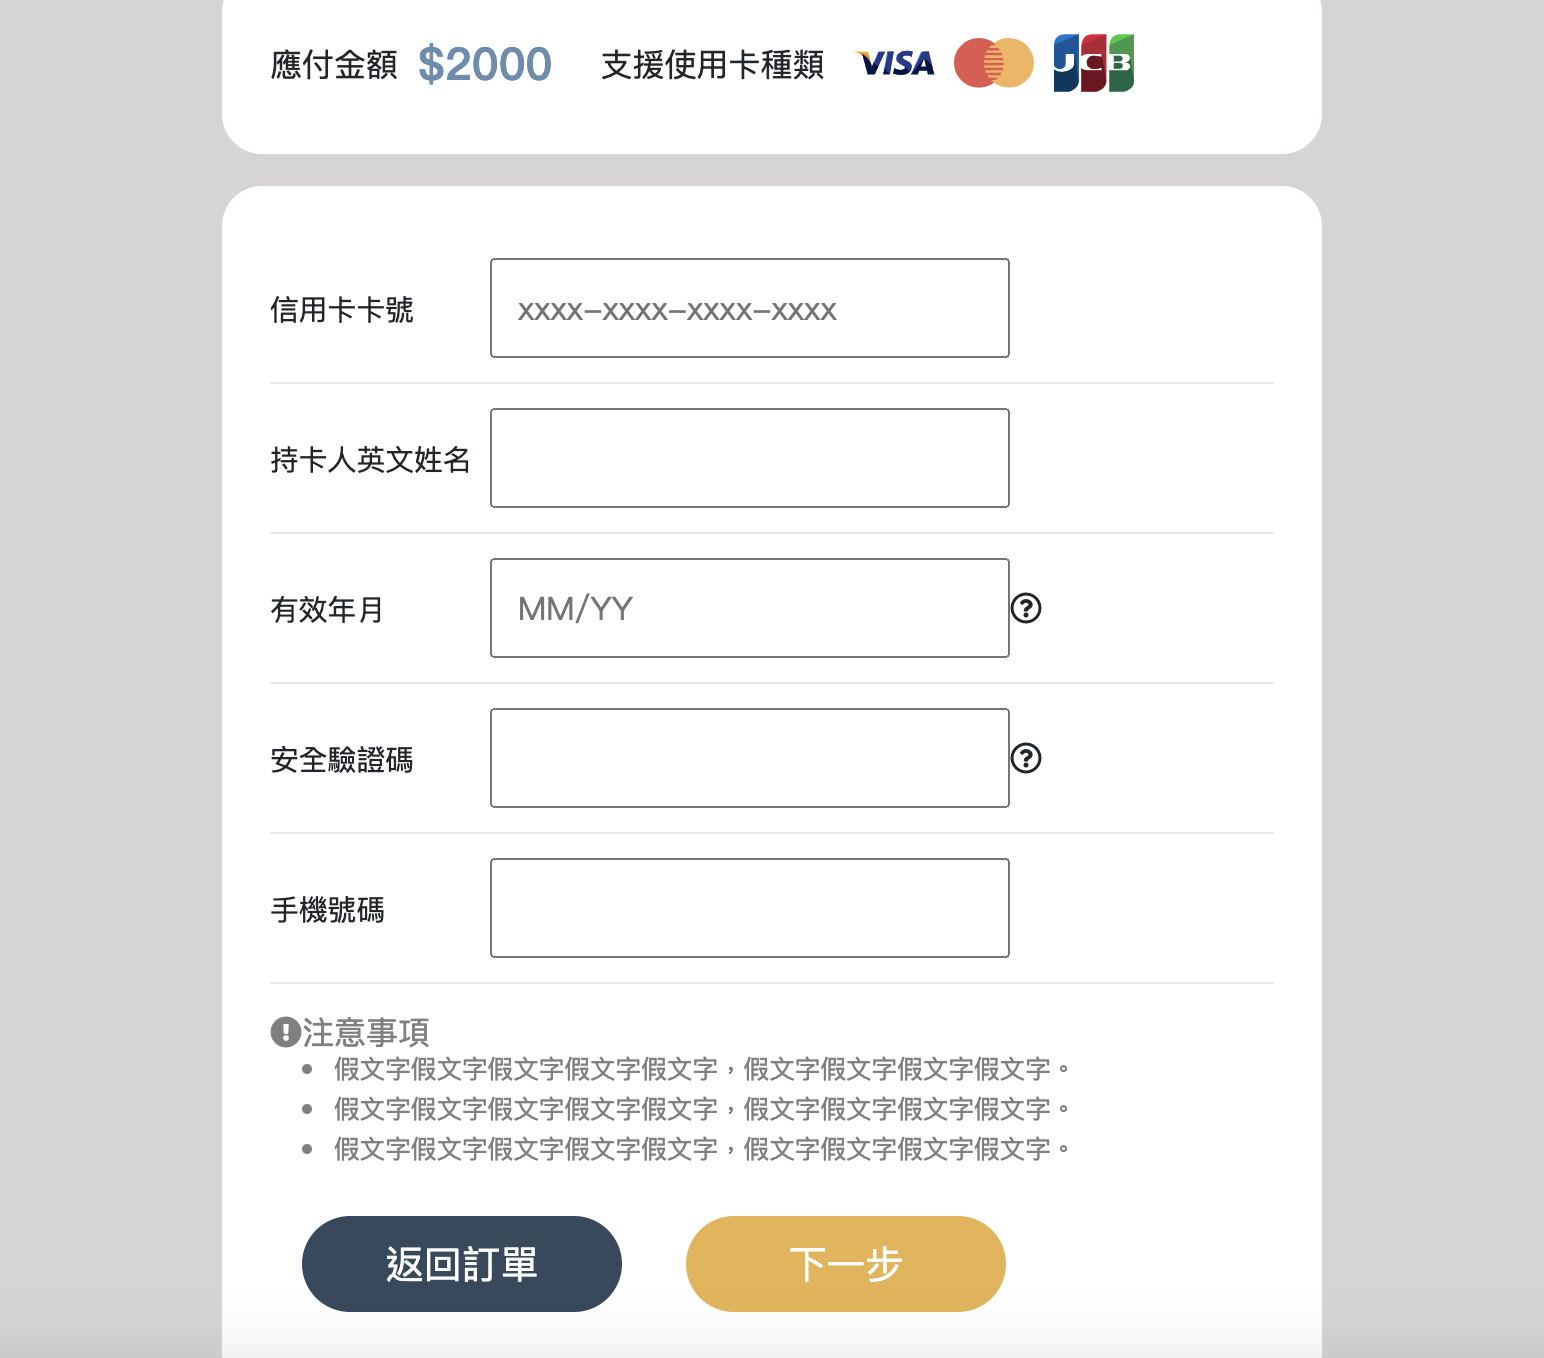 應付金額 $2000 支援使用卡種類 VISA JCB
信用卡卡號 xxxx-xxxx-xxxx-xxxx
持卡人英文姓名
有效年月 MM/YY
安全驗證碼
手機號碼
注意事項
• 假文字假文字假文字假文字假文字，假文字假文字假文字假文字。
• 假文字假文字假文字假文字假文字，假文字假文字假文字假文字。
• 假文字假文字假文字假文字假文字，假文字假文字假文字假文字。
返回訂單 下一步